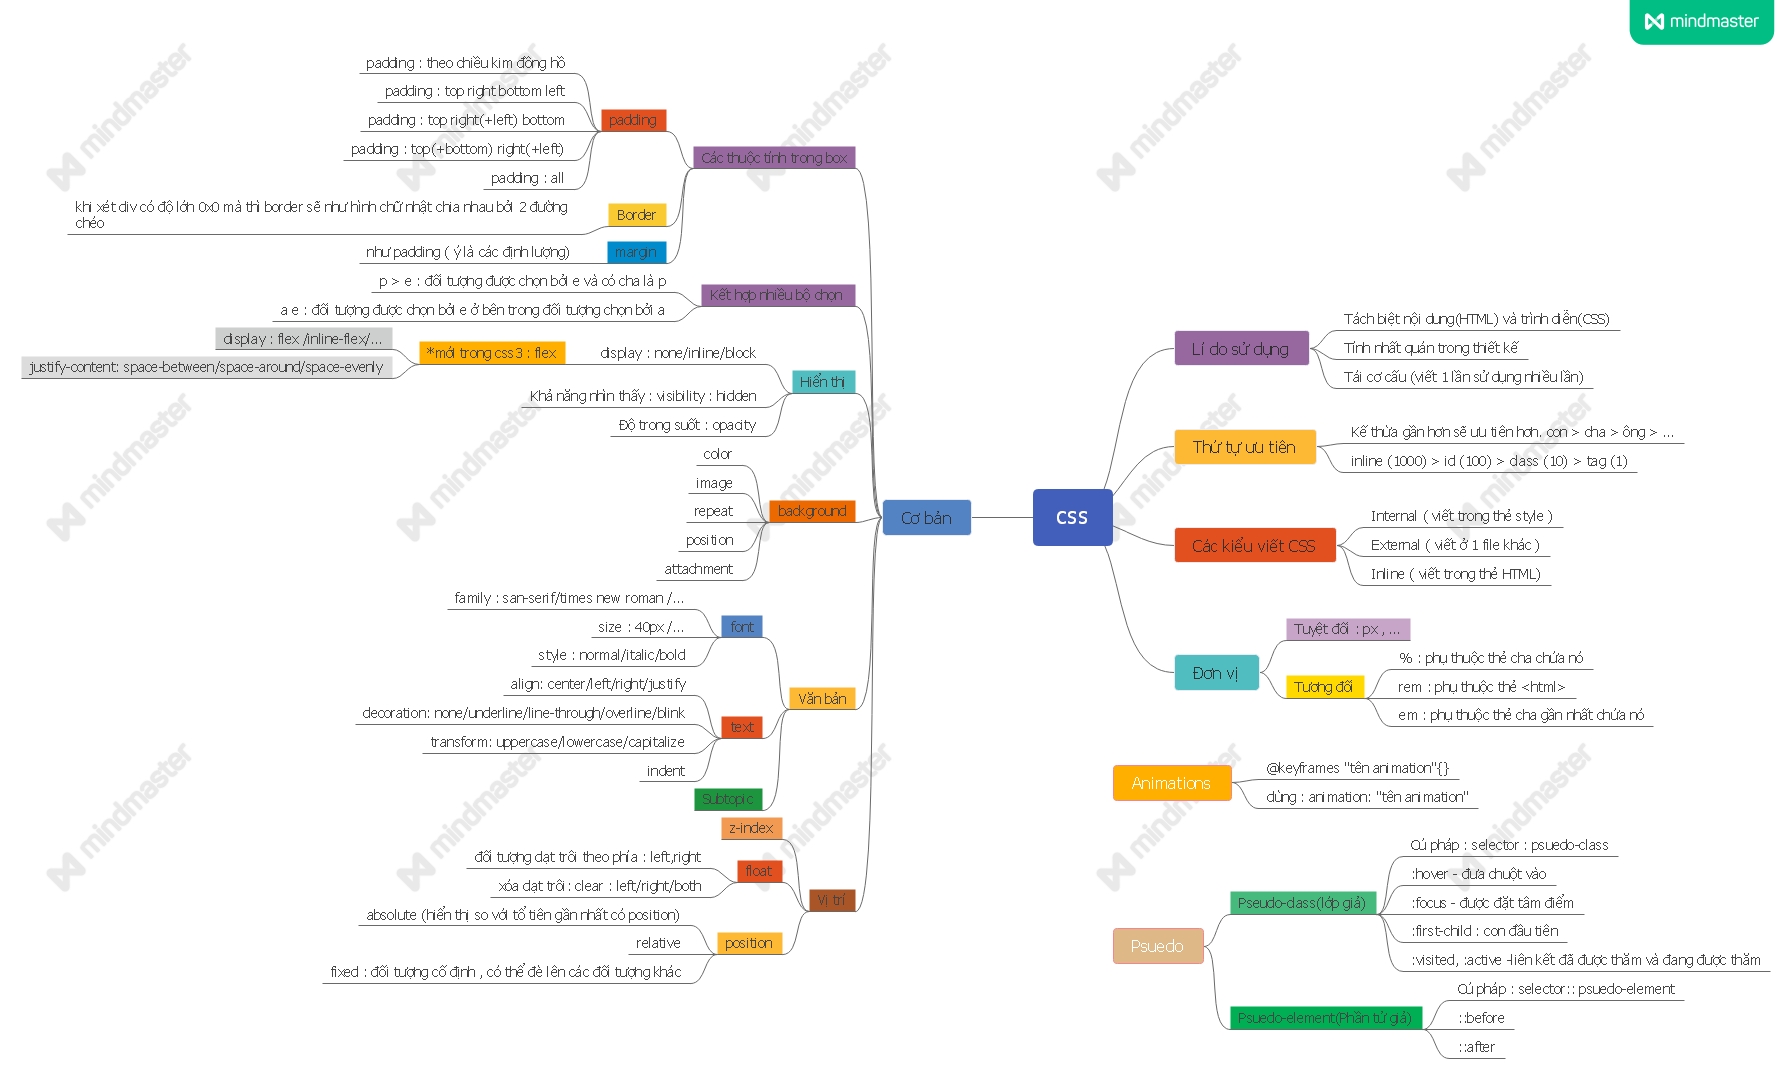 mindmaster
padding : theo chiều kim đồng hồ
padding : top right bottom left
padding : top right(+left) bottom
padding : top(+bottom) right(+left)
padding : all
padding
Các thuộc tính trong box
khi xét div có độ lớn 0x0 mà thì border sẽ như hình chữ nhật chia nhau bởi 2 đường
chéo
Border
như padding ( ý là các định lượng)
margin
p > e : đối tượng được chọn bởi e và có cha là p
a e : đối tượng được chọn bởi e ở bên trong đối tượng chọn bởi a
Kết hợp nhiều bộ chọn
display : flex /inline-flex/...
justify-content: space-between/space-around/space-evenly
*mới trong css3 : flex
display : none/inline/block
Khả năng nhìn thấy : visibility : hidden
Độ trong suốt : opacity
Hiển thị
color
image
repeat
position
attachment
background
Cơ bản
family : san-serif/times new roman /...
size : 40px /...
style : normal/italic/bold
font
align: center/left/right/justify
decoration: none/underline/line-through/overline/blink
transform: uppercase/lowercase/capitalize
indent
text
Subtopic
Văn bản
z-index
đối tượng dạt trôi theo phía : left,right
xóa dạt trôi : clear : left/right/both
float
absolute (hiển thị so với tổ tiên gần nhất có position)
relative
fixed : đối tượng cố định , có thể đè lên các đối tượng khác
position
Vị trí
CSS
Lí do sử dụng
Tách biệt nội dung(HTML) và trình diễn(CSS)
Tính nhất quán trong thiết kế
Tái cơ cấu (viết 1 lần sử dụng nhiều lần)
Thứ tự ưu tiên
Kế thừa gần hơn sẽ ưu tiên hơn. con > cha > ông > ...
inline (1000) > id (100) > class (10) > tag (1)
Các kiểu viết CSS
Internal ( viết trong thẻ style )
External ( viết ở 1 file khác )
Inline ( viết trong thẻ HTML)
Đơn vị
Tuyệt đối : px , ...
Tương đối
% : phụ thuộc thẻ cha chứa nó
rem : phụ thuộc thẻ <html>
em : phụ thuộc thẻ cha gần nhất chứa nó
Animations
@keyframes "tên animation"{}
dùng : animation: "tên animation"
Psuedo
Pseudo-class(lớp giả)
Cú pháp : selector : psuedo-class
:hover - đưa chuột vào
:focus - được đặt tâm điểm
:first-child : con đầu tiên
:visited, :active -liên kết đã được thăm và đang được thăm
Psuedo-element(Phần tử giả)
Cú pháp : selector:: psuedo-element
::before
::after